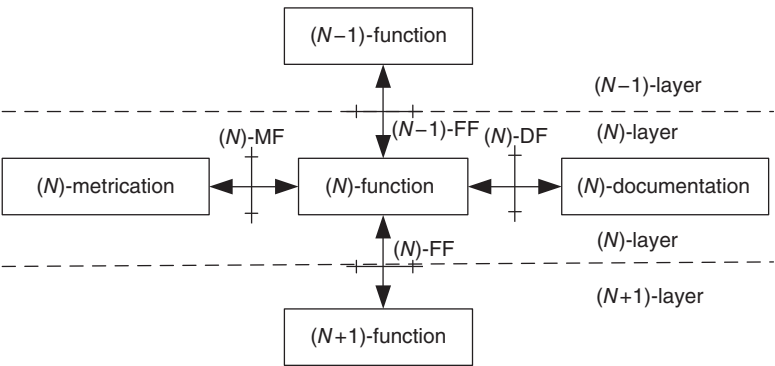 (N−1)-function
(N−1)-layer
(N)-MF
(N−1)-FF
(N)-DF
(N)-layer
(N)-metrication
(N)-function
(N)-documentation
(N)-FF
(N)-layer
(N+1)-layer
(N+1)-function